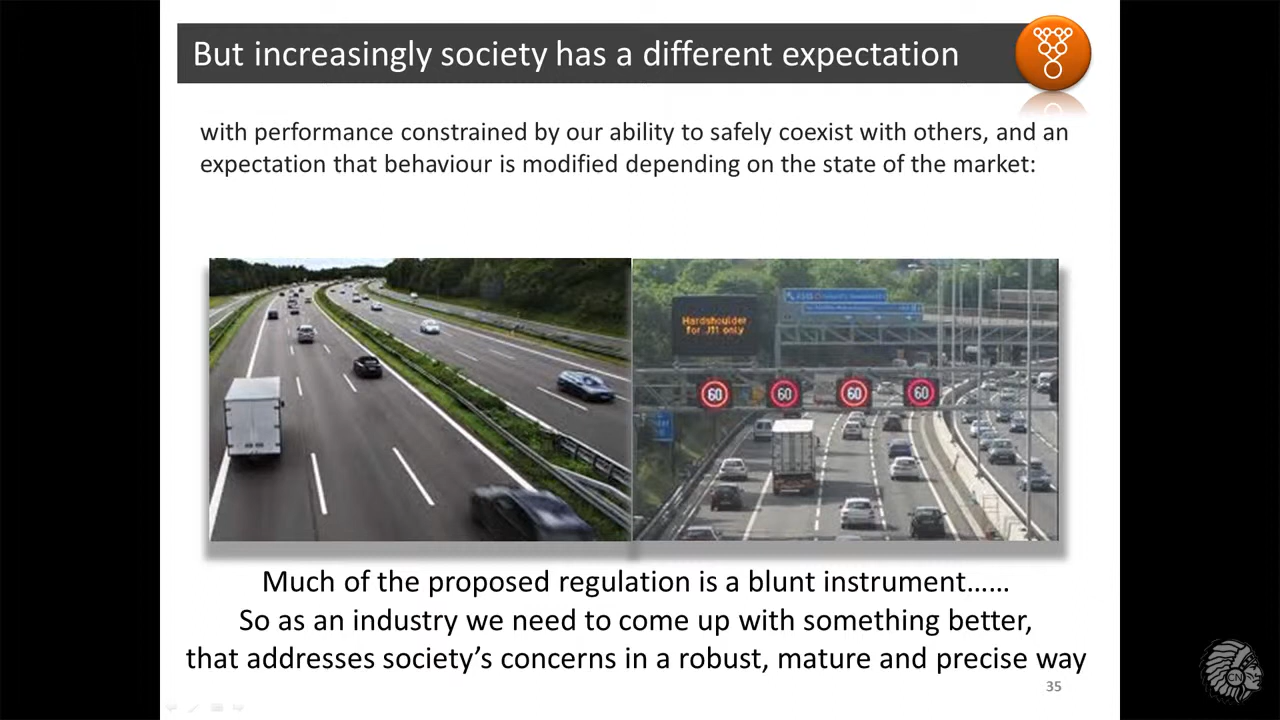 But increasingly society has a different expectation
with performance constrained by our ability to safely coexist with others, and an
expectation that behaviour is modified depending on the state of the market:
Hardshoulder
for J11 only
60
60
60
60
Much of the proposed regulation is a blunt instrument......
So as an industry we need to come up with something better,
that addresses society’s concerns in a robust, mature and precise way
35
CN